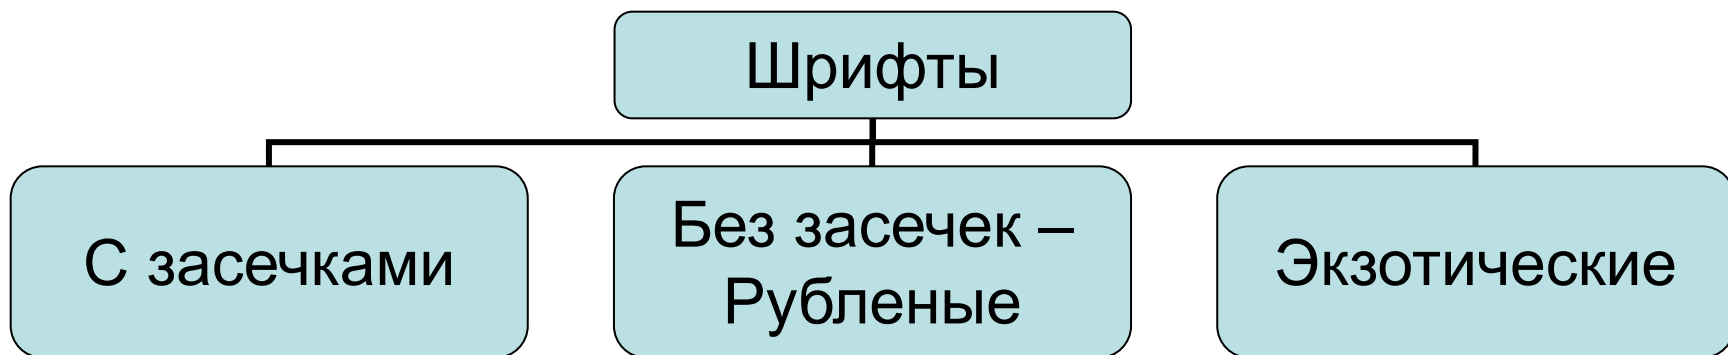 Шрифты
С засечками
Без засечек –
Рубленые
Экзотические